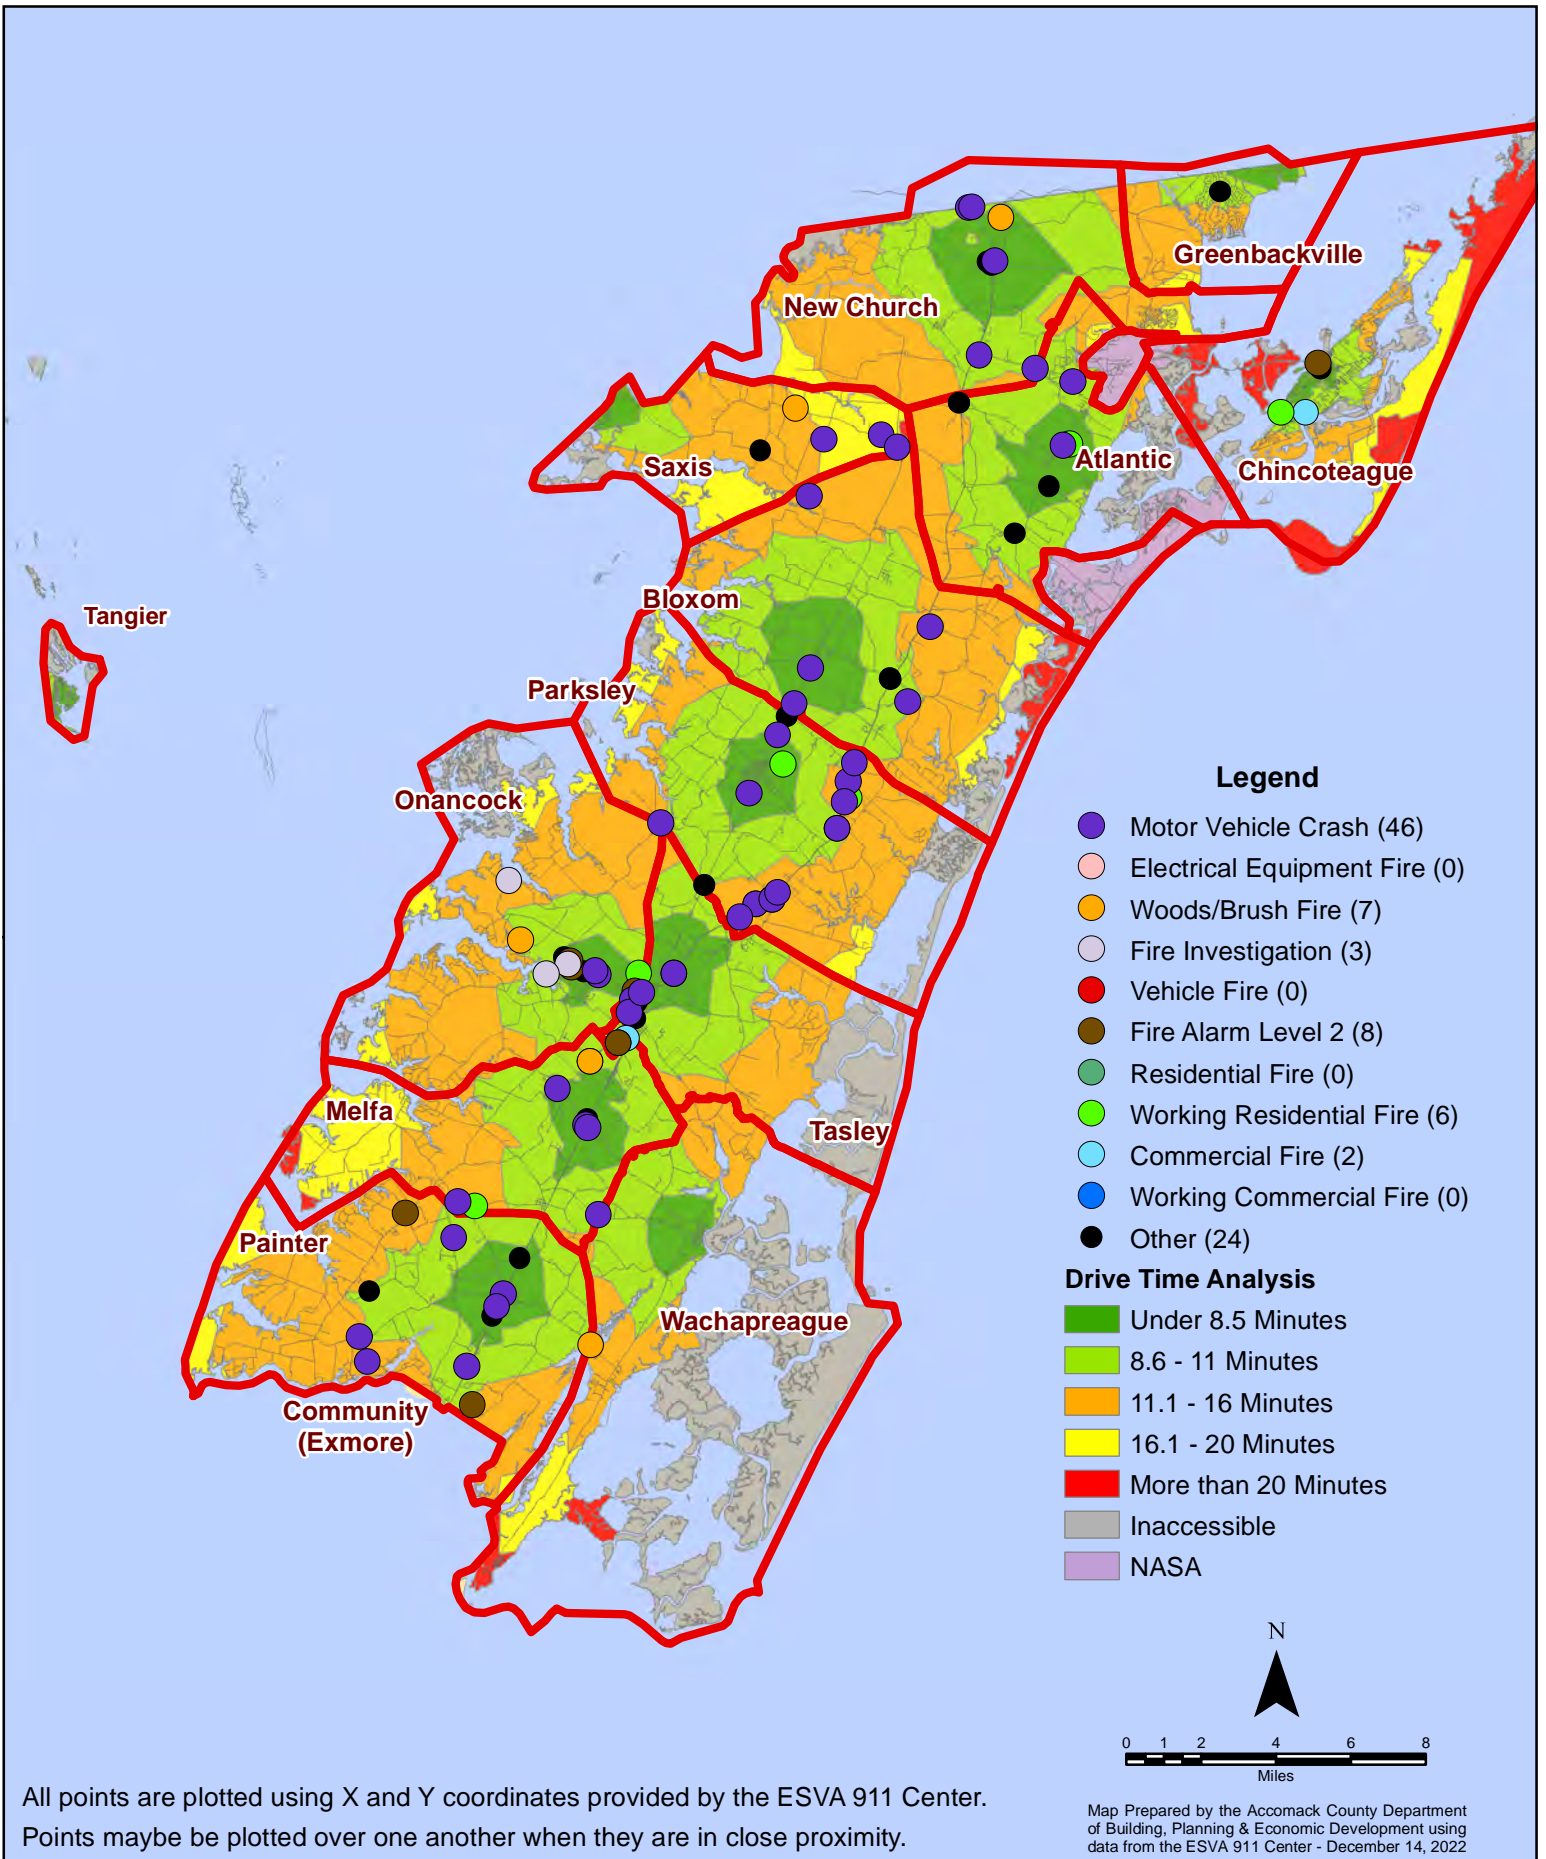 Greenbackville
New Church
Atlantic
Chincoteague
Saxis
Bloxom
Tangier
Parksley
Onancock
Melfa
Tasley
Painter
Wachapreague
Community
(Exmore)
Legend
Motor Vehicle Crash (46)
Electrical Equipment Fire (0)
Woods/Brush Fire (7)
Fire Investigation (3)
Vehicle Fire (0)
Fire Alarm Level 2 (8)
Residential Fire (0)
Working Residential Fire (6)
Commercial Fire (2)
Working Commercial Fire (0)
Other (24)
Drive Time Analysis
Under 8.5 Minutes
8.6 - 11 Minutes
11.1 - 16 Minutes
16.1 - 20 Minutes
More than 20 Minutes
Inaccessible
NASA
N
0 1 2 4 6 8
Miles
All points are plotted using X and Y coordinates provided by the ESVA 911 Center.
Points maybe be plotted over one another when they are in close proximity.
Map Prepared by the Accomack County Department
of Building, Planning & Economic Development using
data from the ESVA 911 Center - December 14, 2022